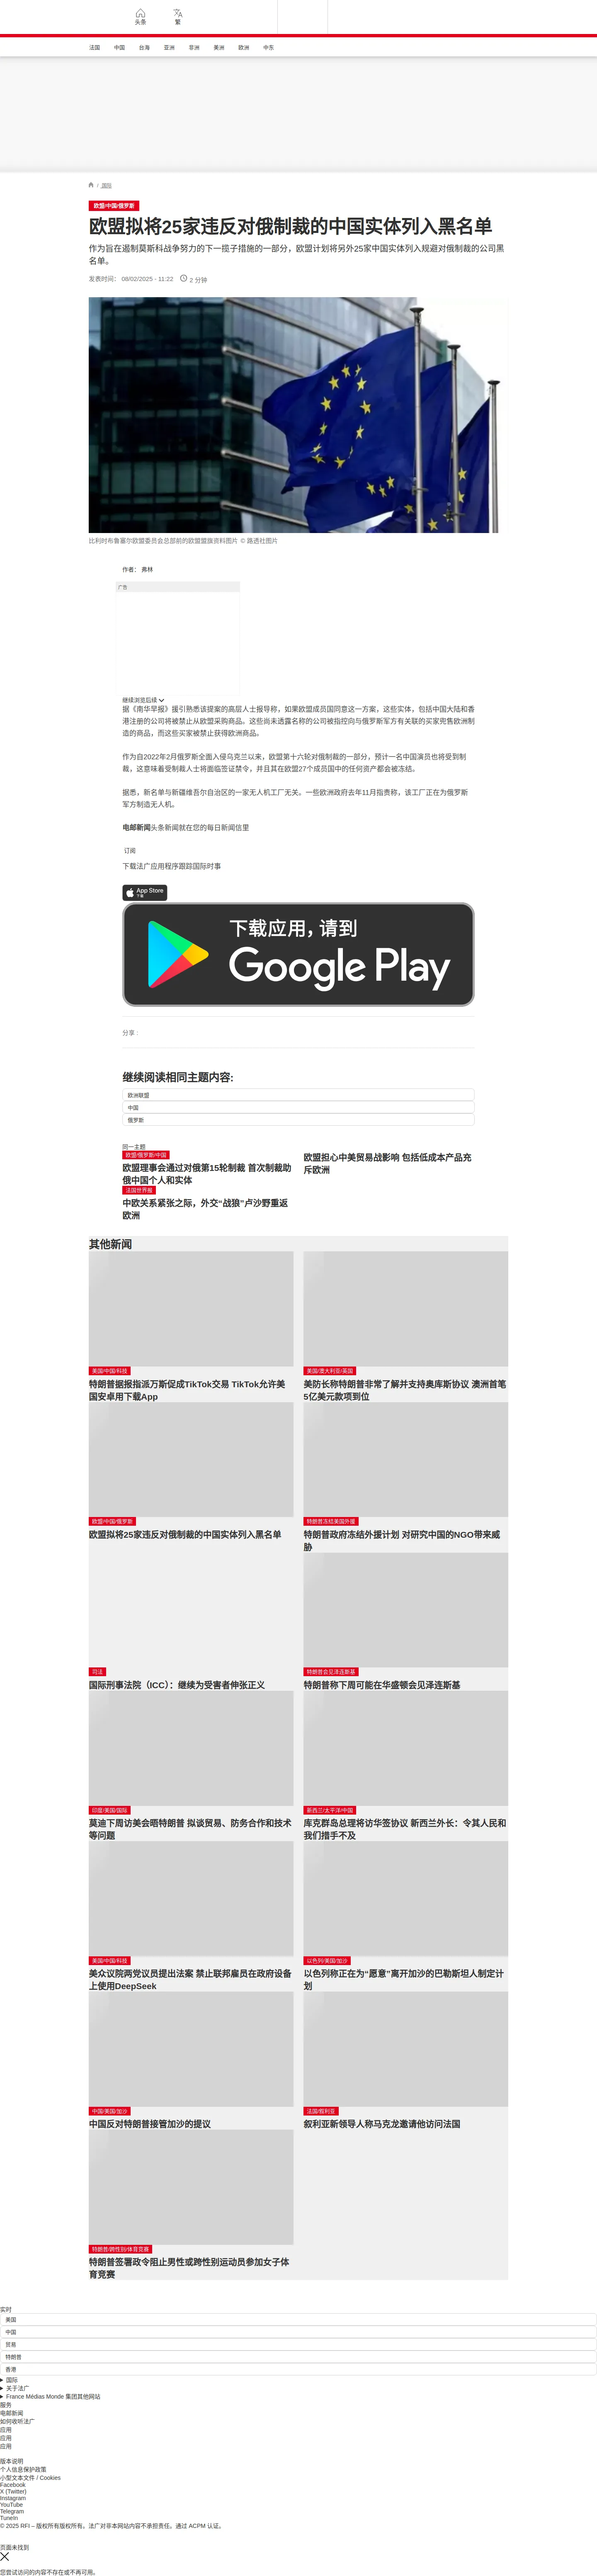 头条
繁
法国
中国
台海
亚洲
非洲
美洲
欧洲
中东
/ 国际
欧盟/中国/俄罗斯
欧盟拟将25家违反对俄制裁的中国实体列入黑名单
作为旨在遏制莫斯科战争努力的下一揽子措施的一部分，欧盟计划将另外25家中国实体列入规避对俄制裁的公司黑
名单。
发表时间： 08/02/2025 - 11:22
2 分钟
比利时布鲁塞尔欧盟委员会总部前的欧盟盟旗资料图片 © 路透社图片
作者： 弗林
广告
继续浏览后续
据《南华早报》援引熟悉该提案的高层人士报导称，如果欧盟成员国同意这一方案，这些实体，包括中国大陆和香
港注册的公司将被禁止从欧盟采购商品。这些尚未透露名称的公司被指控向与俄罗斯军方有关联的买家兜售欧洲制
造的商品，而这些买家被禁止获得欧洲商品。
作为自2022年2月俄罗斯全面入侵乌克兰以来，欧盟第十六轮对俄制裁的一部分，预计一名中国演员也将受到制
裁，这意味着受制裁人士将面临签证禁令，并且其在欧盟27个成员国中的任何资产都会被冻结。
据悉，新名单与新疆维吾尔自治区的一家无人机工厂无关。一些欧洲政府去年11月指责称，该工厂正在为俄罗斯
军方制造无人机。
电邮新闻头条新闻就在您的每日新闻信里
订阅
下载法广应用程序跟踪国际时事
App Store
下载
下载应用，请到
Google Play
分享 :
继续阅读相同主题内容:
欧洲联盟
中国
俄罗斯
同一主题
欧盟/俄罗斯/中国
欧盟理事会通过对俄第15轮制裁 首次制裁助
俄中国个人和实体
欧盟担心中美贸易战影响 包括低成本产品充
斥欧洲
法国世界报
中欧关系紧张之际，外交“战狼” 卢沙野重返
欧洲
其他新闻
美国/中国/科技
特朗普据报指派万斯促成TikTok交易 TikTok允许美
国安卓用下载App
美国/澳大利亚/英国
美防长称特朗普非常了解并支持奥库斯协议 澳洲首笔
5亿美元款项到位
欧盟/中国/俄罗斯
欧盟拟将25家违反对俄制裁的中国实体列入黑名单
特朗普冻结美国外援
特朗普政府冻结外援计划 对研究中国的NGO带来威
胁
司法
国际刑事法院（ICC）：继续为受害者伸张正义
特朗普会见泽连斯基
特朗普称下周可能在华盛顿会见泽连斯基
印度/美国/国际
莫迪下周访美会晤特朗普 拟谈贸易、防务合作和技术
等问题
新西兰/太平洋/中国
库克群岛总理将访华签协议 新西兰外长：令其人民和
我们措手不及
美国/中国/科技
美众议院两党议员提出法案 禁止联邦雇员在政府设备
上使用DeepSeek
以色列/美国/加沙
以色列称正在为“愿意”离开加沙的巴勒斯坦人制定计
划
中国/美国/加沙
中国反对特朗普接管加沙的提议
法国/叙利亚
叙利亚新领导人称马克龙邀请他访问法国
特朗普/跨性别/体育竞赛
特朗普签署政令阻止男性或跨性别运动员参加女子体
育竞赛
实时
美国
中国
贸易
特朗普
香港
国际
关于法广
France Médias Monde 集团其他网站
服务
电邮新闻
如何收听法广
应用
应用
应用
版本说明
个人信息保护政策
小型文本文件 / Cookies
Facebook
X (Twitter)
Instagram
YouTube
Telegram
TuneIn
© 2025 RFI – 版权所有版权所有。法广对非本网站内容不承担责任。通过 ACPM 认证。
页面未找到
您尝试访问的内容不存在或不再可用。